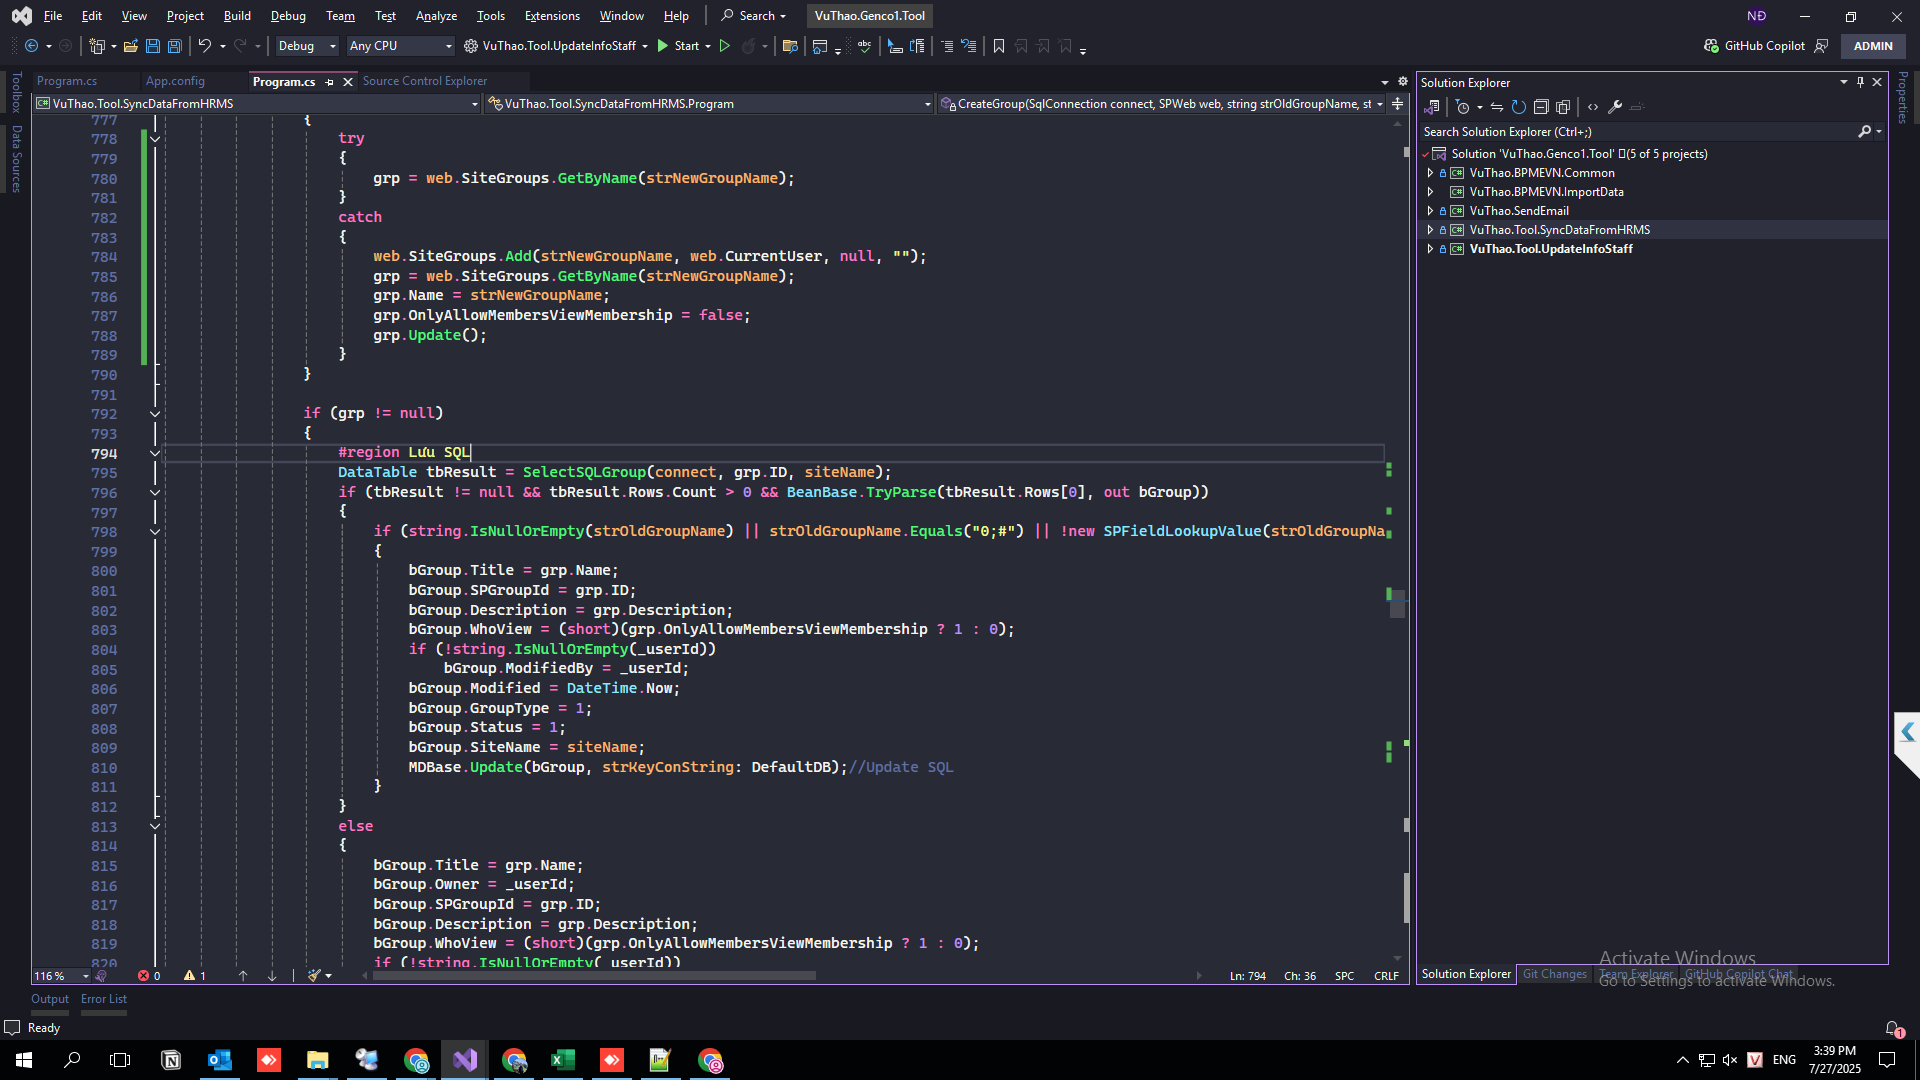 File Edit View Project Build Debug Team Test Analyze Tools Extensions Window Help Search VuThao.Genco1.Tool NĐ
Debug Any CPU VuThao.Tool.UpdateInfoStaff Start GitHub Copilot ADMIN
Toolbox
Data Sources
Program.cs App.config Program.cs Source Control Explorer
VuThao.Tool.SyncDataFromHRMS VuThao.Tool.SyncDataFromHRMS.Program CreateGroup(SqlConnection connect, SPWeb web, string strOldGroupName, st
777 {
778 try
779 {
780 grp = web.SiteGroups.GetByName(strNewGroupName);
781 }
782 catch
783 {
784 web.SiteGroups.Add(strNewGroupName, web.CurrentUser, null, "");
785 grp = web.SiteGroups.GetByName(strNewGroupName);
786 grp.Name = strNewGroupName;
787 grp.OnlyAllowMembersViewMembership = false;
788 grp.Update();
789 }
790 }
791
792 if (grp != null)
793 {
794 #region Lưu SQL
795 DataTable tbResult = SelectSQLGroup(connect, grp.ID, siteName);
796 if (tbResult != null && tbResult.Rows.Count > 0 && BeanBase.TryParse(tbResult.Rows[0], out bGroup))
797 {
798 if (string.IsNullOrEmpty(strOldGroupName) || strOldGroupName.Equals("0;#") || !new SPFieldLookupValue(strOldGroupNa
799 {
800 bGroup.Title = grp.Name;
801 bGroup.SPGroupId = grp.ID;
802 bGroup.Description = grp.Description;
803 bGroup.WhoView = (short)(grp.OnlyAllowMembersViewMembership ? 1 : 0);
804 if (!string.IsNullOrEmpty(_userId))
805 bGroup.ModifiedBy = _userId;
806 bGroup.Modified = DateTime.Now;
807 bGroup.GroupType = 1;
808 bGroup.Status = 1;
809 bGroup.SiteName = siteName;
810 MDBase.Update(bGroup, strKeyConString: DefaultDB);//Update SQL
811 }
812 }
813 else
814 {
815 bGroup.Title = grp.Name;
816 bGroup.Owner = _userId;
817 bGroup.SPGroupId = grp.ID;
818 bGroup.Description = grp.Description;
819 bGroup.WhoView = (short)(grp.OnlyAllowMembersViewMembership ? 1 : 0);
820 if (!string.IsNullOrEmpty(_userId))
116 % 0 1 Ln: 794 Ch: 36 SPC CRLF
Solution Explorer
Search Solution Explorer (Ctrl+;)
Solution 'VuThao.Genco1.Tool' (5 of 5 projects)
VuThao.BPMEVN.Common
VuThao.BPMEVN.ImportData
VuThao.SendEmail
VuThao.Tool.SyncDataFromHRMS
VuThao.Tool.UpdateInfoStaff
Properties
Solution Explorer Git Changes Team Explorer GitHub Copilot Chat
Activate Windows
Go to Settings to activate Windows.
Output Error List
Ready 1
V ENG 3:39 PM
7/27/2025